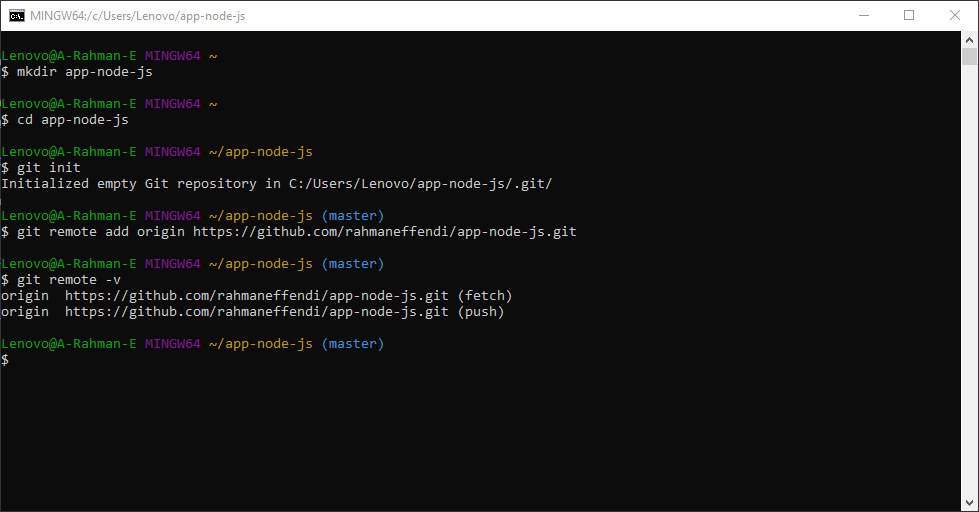 MINGW64:/c/Users/Lenovo/app-node-js
Lenovo@A-Rahman-E MINGW64 ~
$ mkdir app-node-js
Lenovo@A-Rahman-E MINGW64 ~
$ cd app-node-js
Lenovo@A-Rahman-E MINGW64 ~/app-node-js
$ git init
Initialized empty Git repository in C:/Users/Lenovo/app-node-js/.git/
Lenovo@A-Rahman-E MINGW64 ~/app-node-js (master)
$ git remote add origin https://github.com/rahmaneffendi/app-node-js.git
Lenovo@A-Rahman-E MINGW64 ~/app-node-js (master)
$ git remote -v
origin  https://github.com/rahmaneffendi/app-node-js.git (fetch)
origin  https://github.com/rahmaneffendi/app-node-js.git (push)
Lenovo@A-Rahman-E MINGW64 ~/app-node-js (master)
$